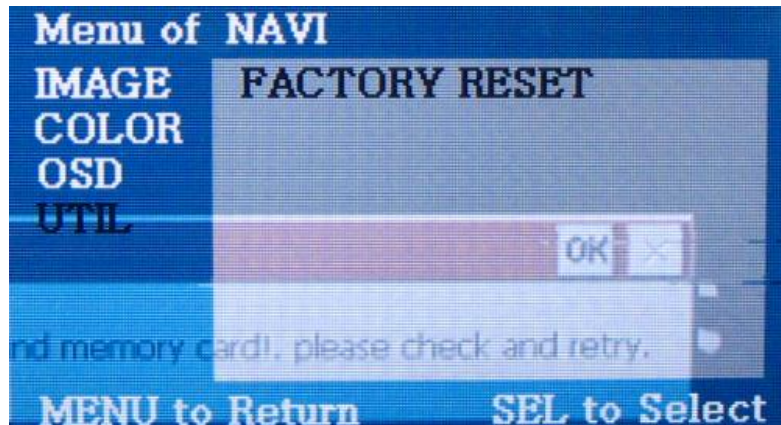 Menu of NAVI
IMAGE FACTORY RESET
COLOR
OSD
UTIL
OK
nd memory card!, please check and retry.
MENU to Return SEL to Select